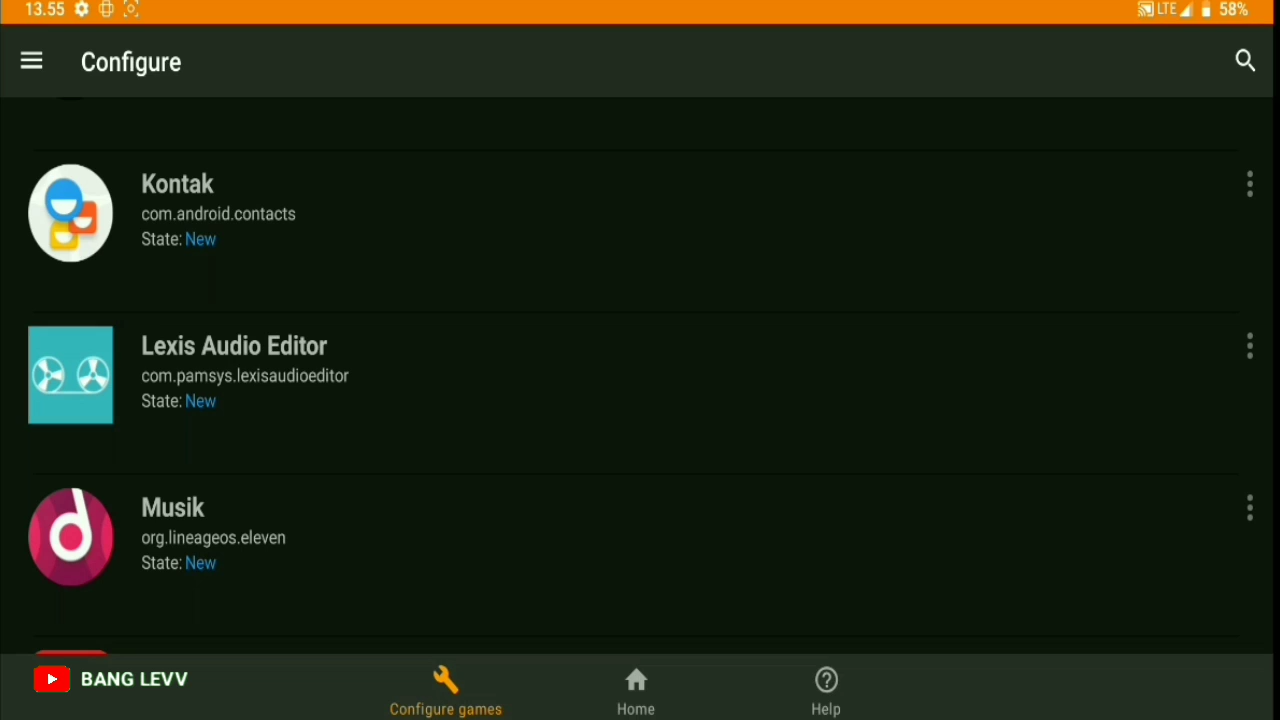 13.55 LTE 58%
Configure
Kontak
com.android.contacts
State: New
Lexis Audio Editor
com.pamsys.lexisaudioeditor
State: New
Musik
org.lineageos.eleven
State: New
BANG LEVV
Configure games Home Help